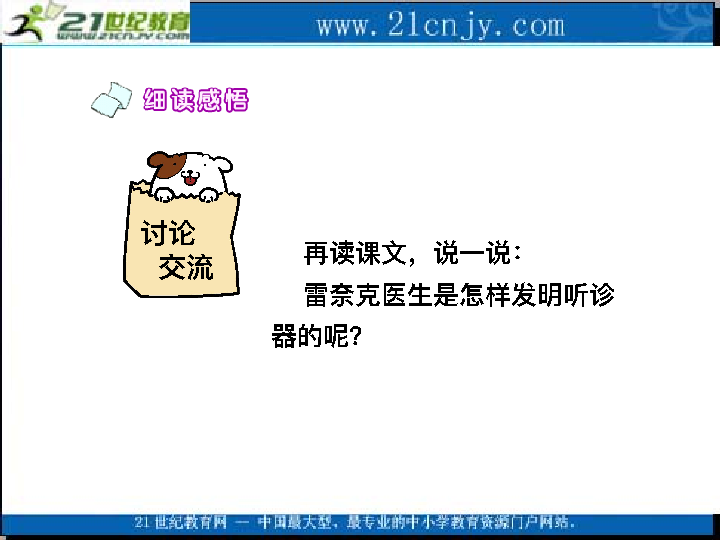 21世纪教育
WWW.21CNJY.COM
www.21cnjy.com
细读感悟
讨论
交流
再读课文，说一说：
雷奈克医生是怎样发明听诊
器的呢？
21世纪教育网 -- 中国最大型、最专业的中小学教育资源门户网站.